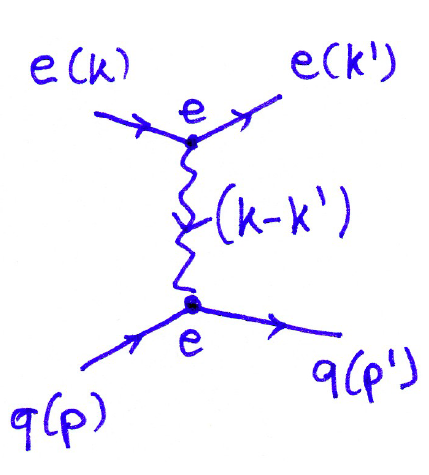 e(k) e(k')
e
(k-k')
e
q(p) q(p')